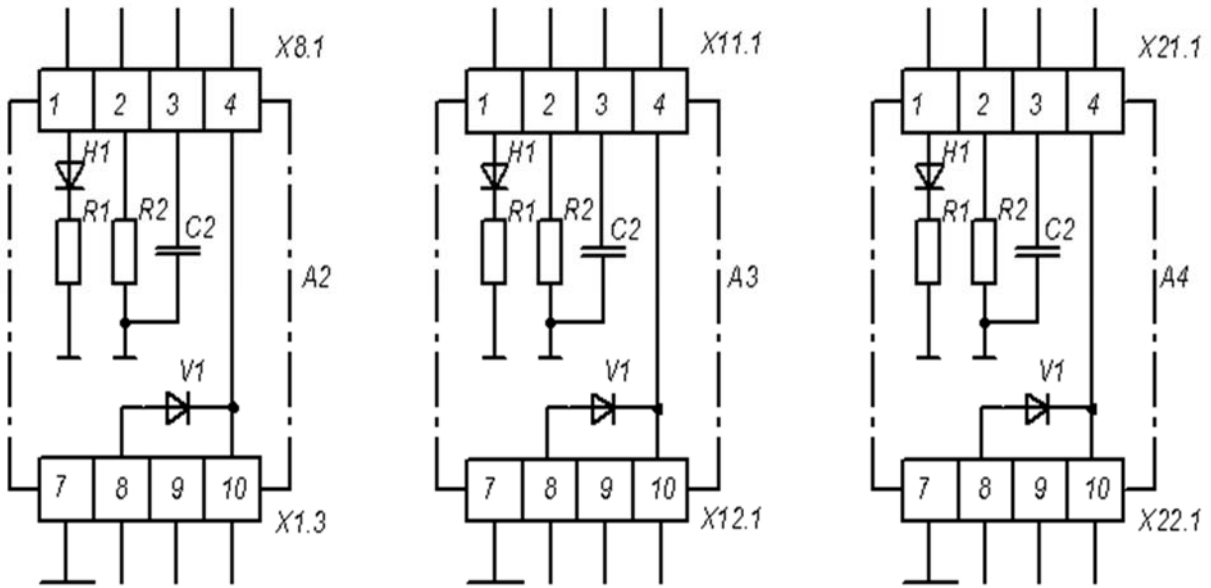 X8.1
1 2 3 4
H1
R1 R2 C2
A2
V1
7 8 9 10
X1.3
X11.1
1 2 3 4
H1
R1 R2 C2
A3
V1
7 8 9 10
X12.1
X21.1
1 2 3 4
H1
R1 R2 C2
A4
V1
7 8 9 10
X22.1